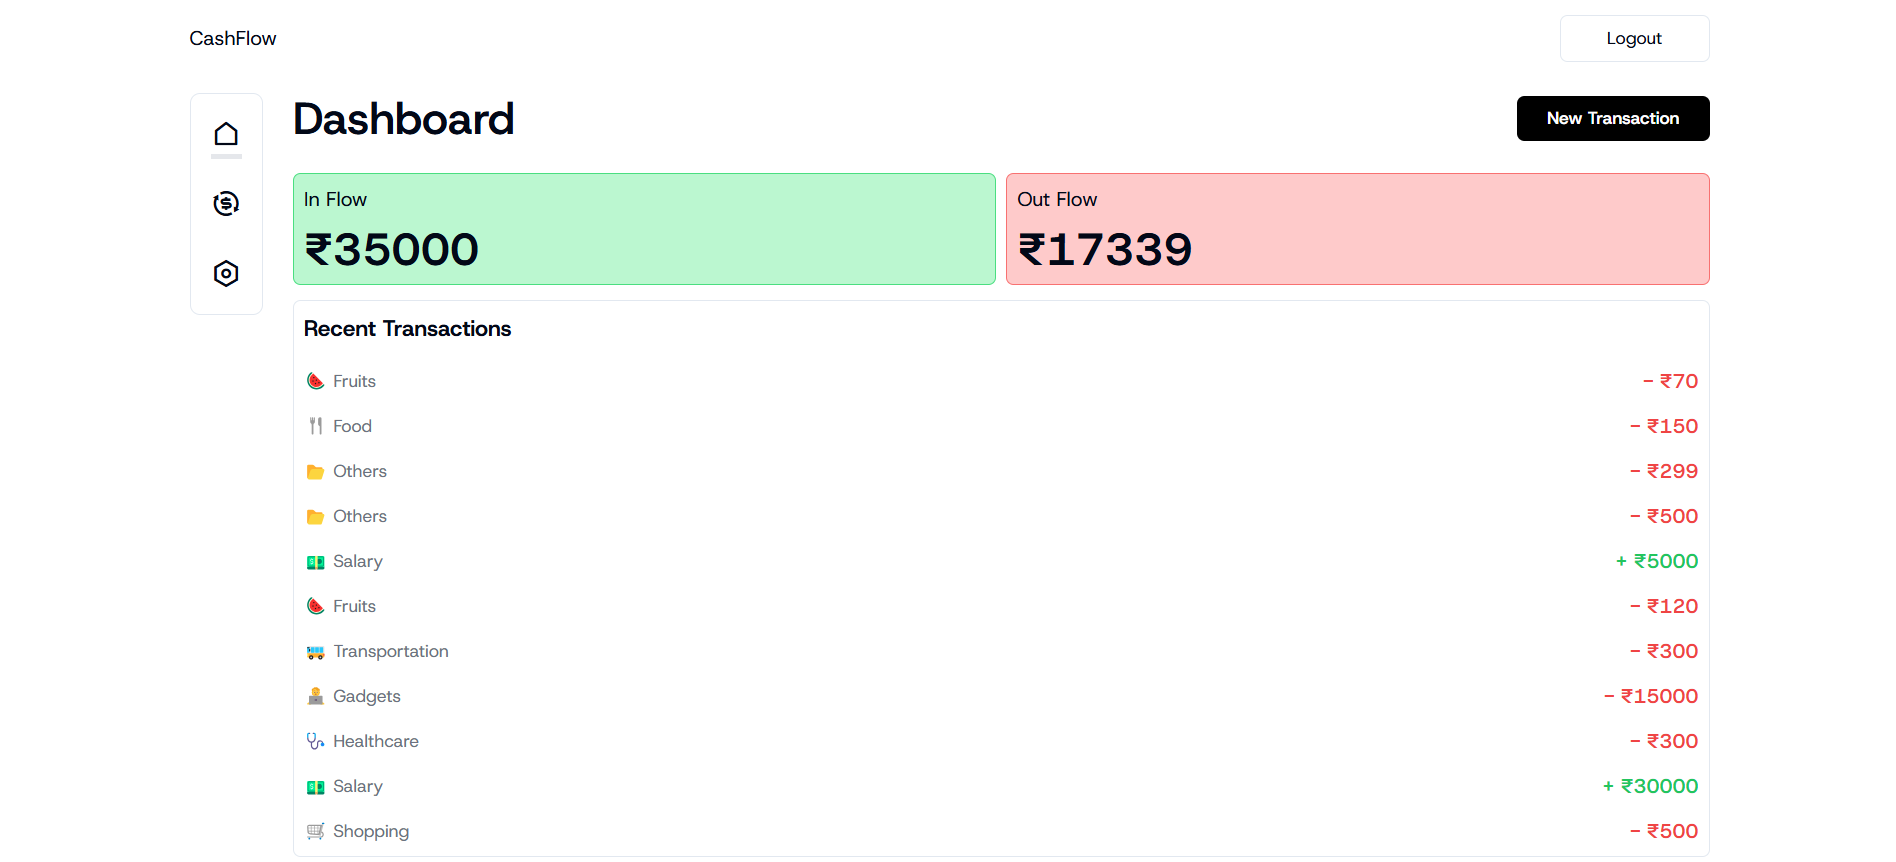 CashFlow
Logout
Dashboard
New Transaction
In Flow
₹35000
Out Flow
₹17339
Recent Transactions
Fruits - ₹70
Food - ₹150
Others - ₹299
Others - ₹500
Salary + ₹5000
Fruits - ₹120
Transportation - ₹300
Gadgets - ₹15000
Healthcare - ₹300
Salary + ₹30000
Shopping - ₹500